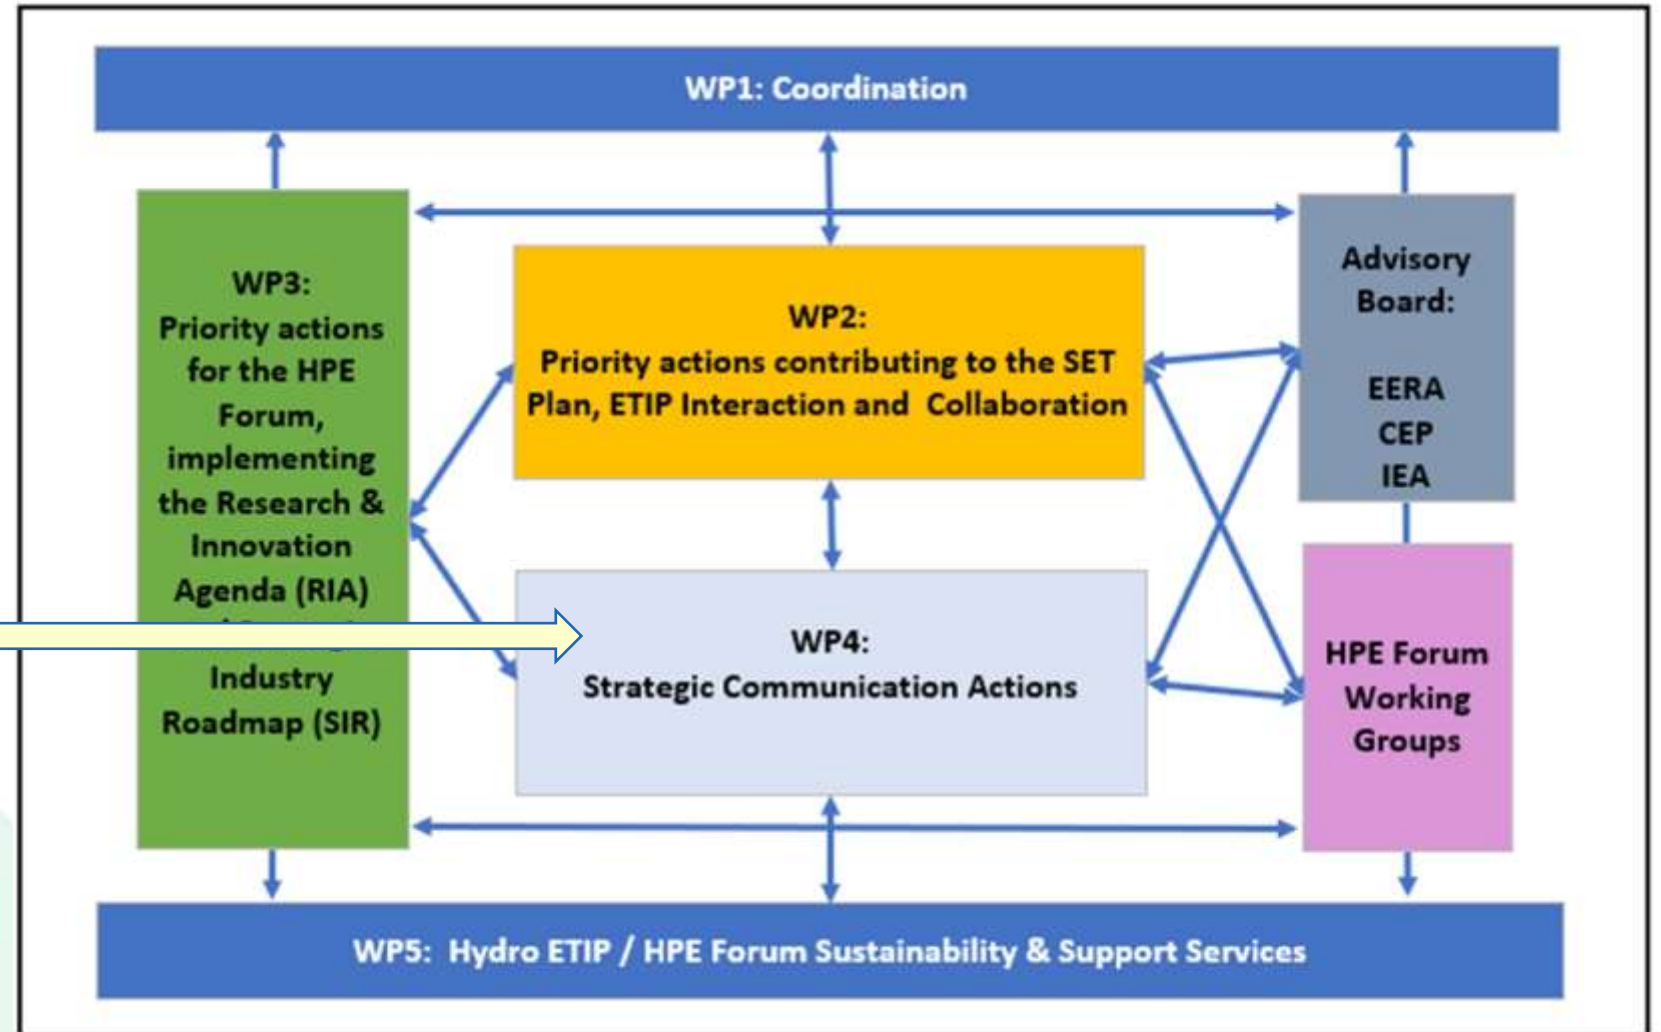 WP1: Coordination
WP3:
Priority actions
for the HPE
Forum,
implementing
the Research &
Innovation
Agenda (RIA)
Industry
Roadmap (SIR)
WP2:
Priority actions contributing to the SET
Plan, ETIP Interaction and Collaboration
WP4:
Strategic Communication Actions
Advisory
Board:
EERA
CEP
IEA
HPE Forum
Working
Groups
WP5: Hydro ETIP / HPE Forum Sustainability & Support Services